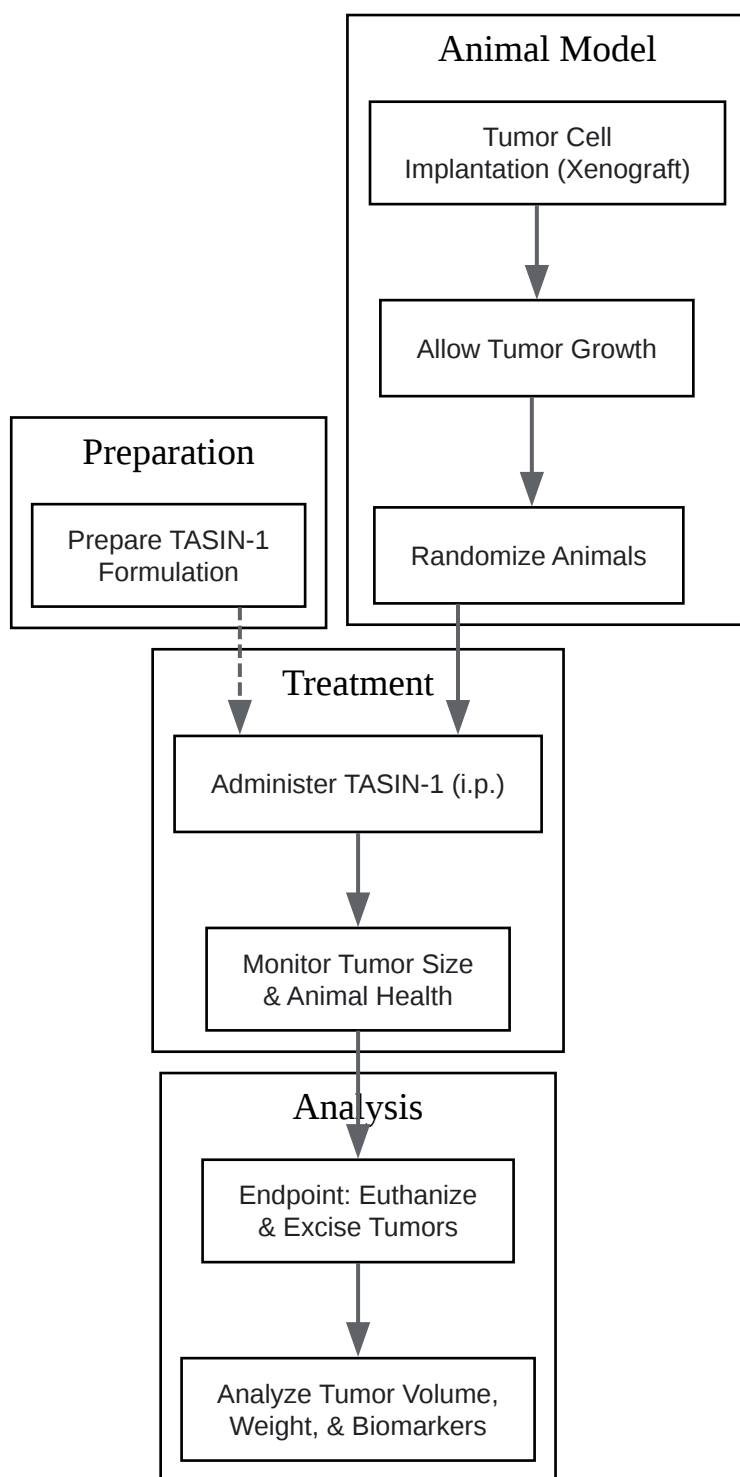 Animal Model
Tumor Cell
Implantation (Xenograft)
Allow Tumor Growth
Randomize Animals
Preparation
Prepare TASIN-1
Formulation
Treatment
Administer TASIN-1 (i.p.)
Monitor Tumor Size
& Animal Health
Analysis
Endpoint: Euthanize
& Excise Tumors
Analyze Tumor Volume,
Weight, & Biomarkers